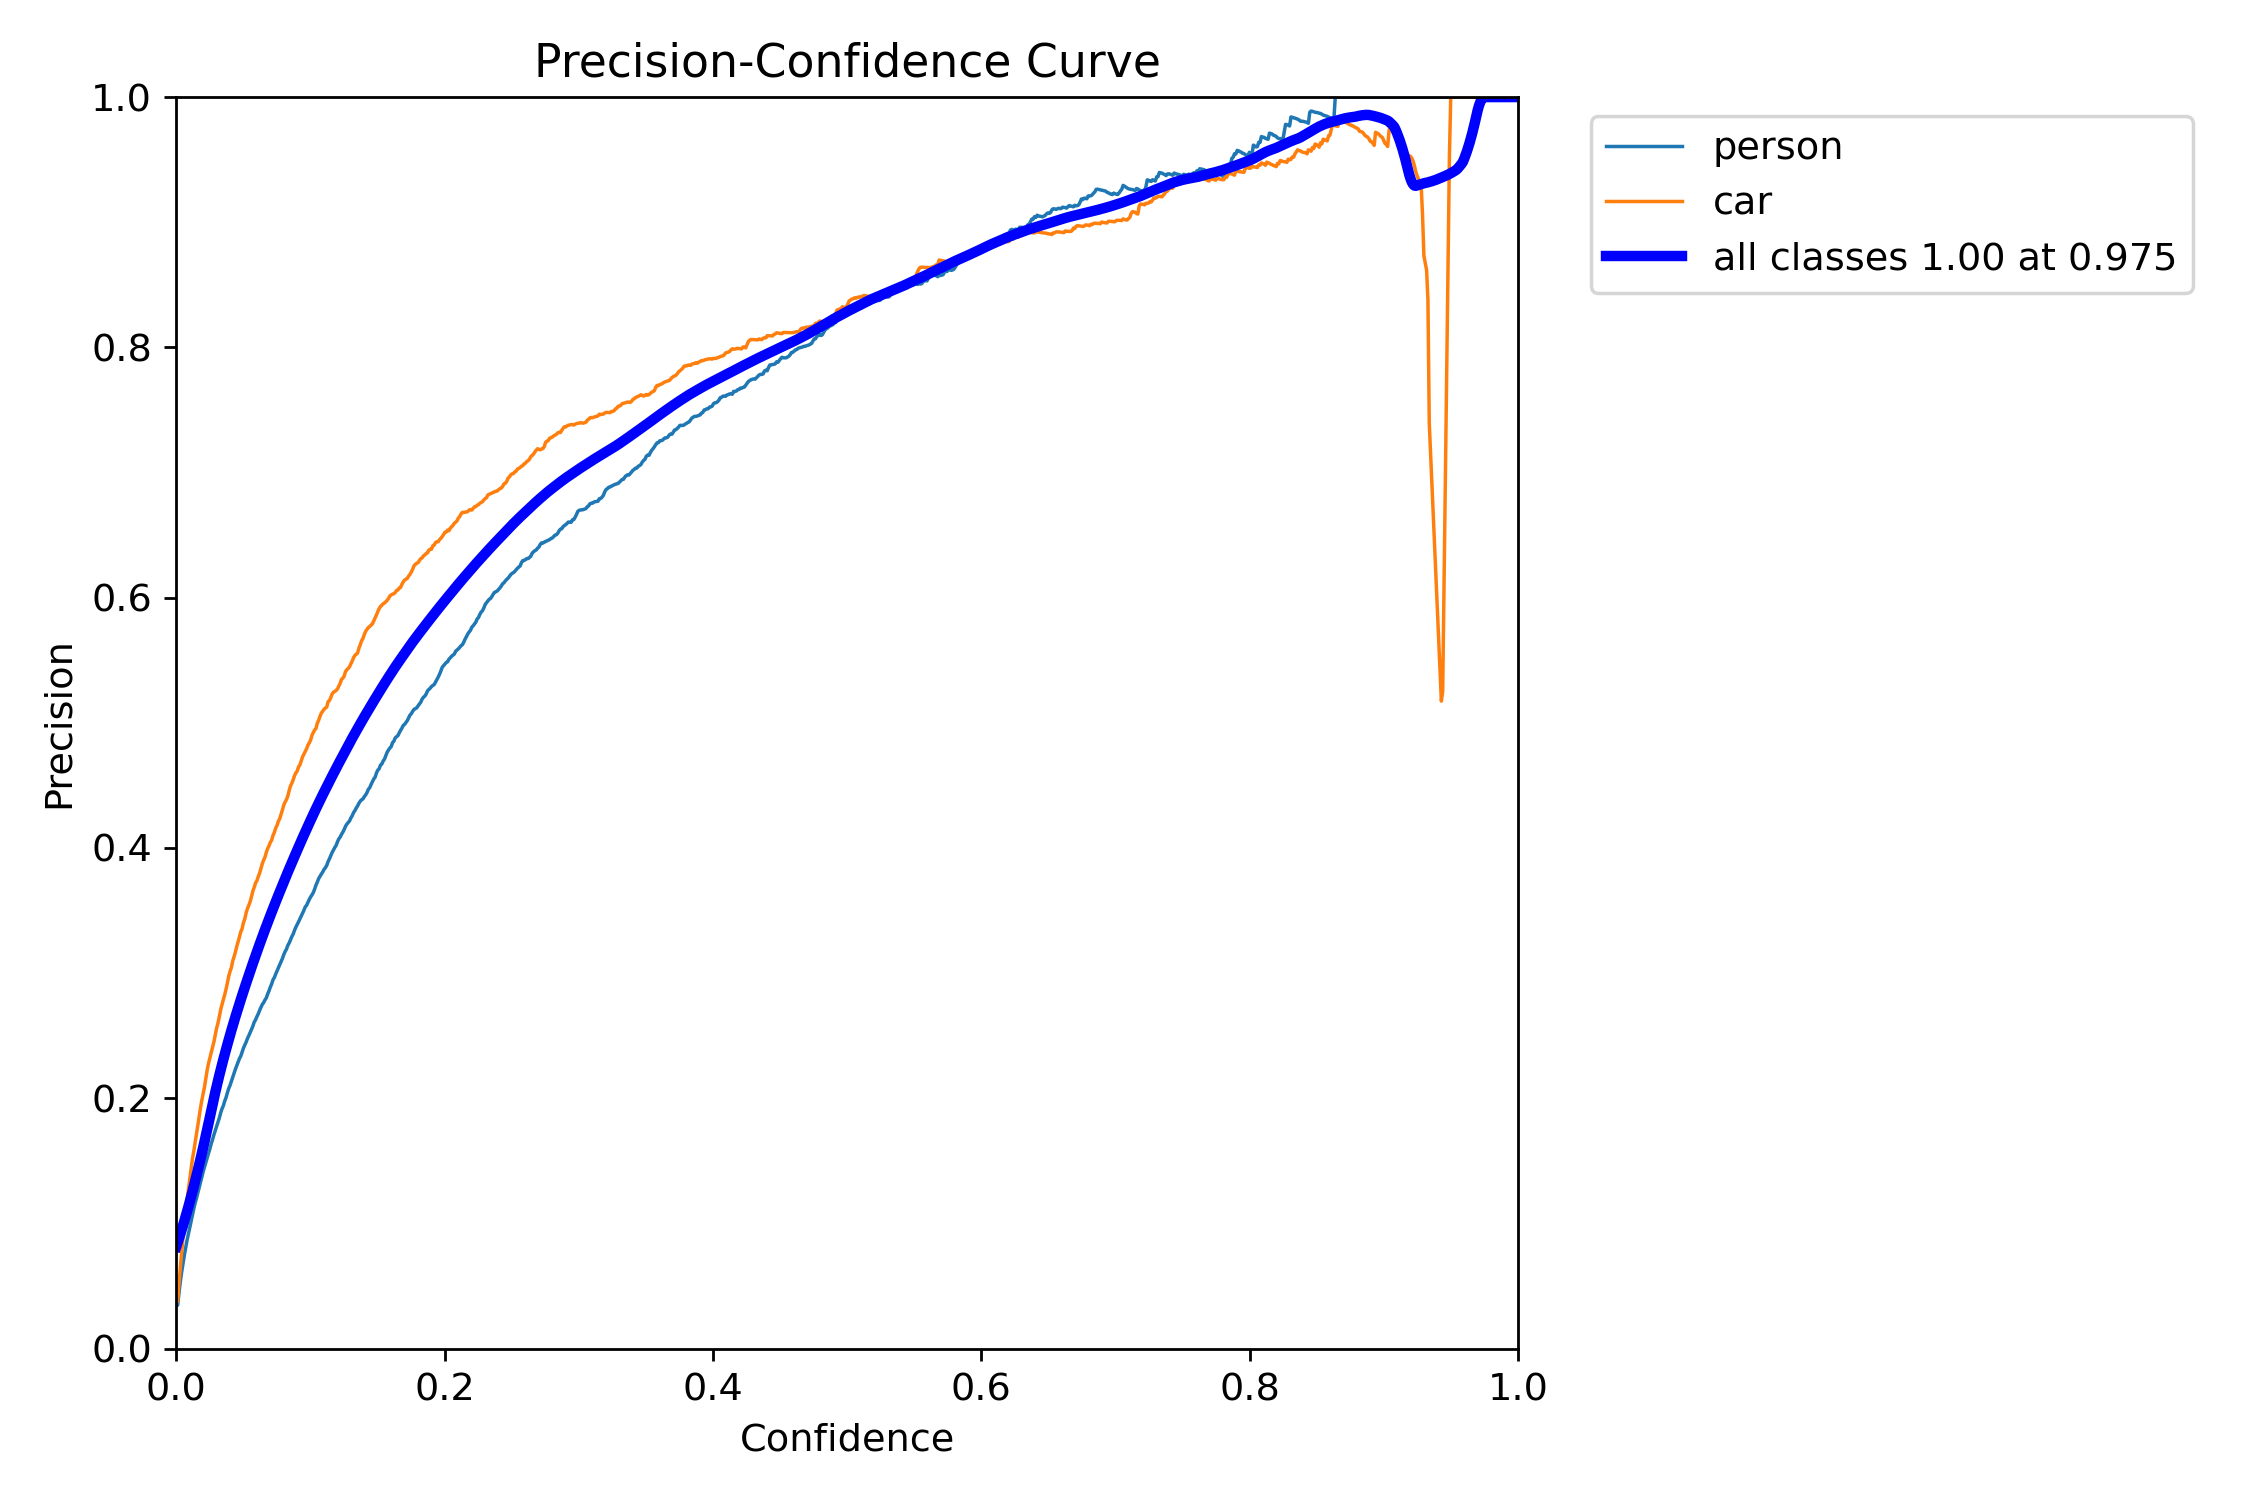 Precision-Confidence Curve
1.0
0.8
0.6
0.4
0.2
0.0
Precision
0.0 0.2 0.4 0.6 0.8 1.0
Confidence
person
car
all classes 1.00 at 0.975